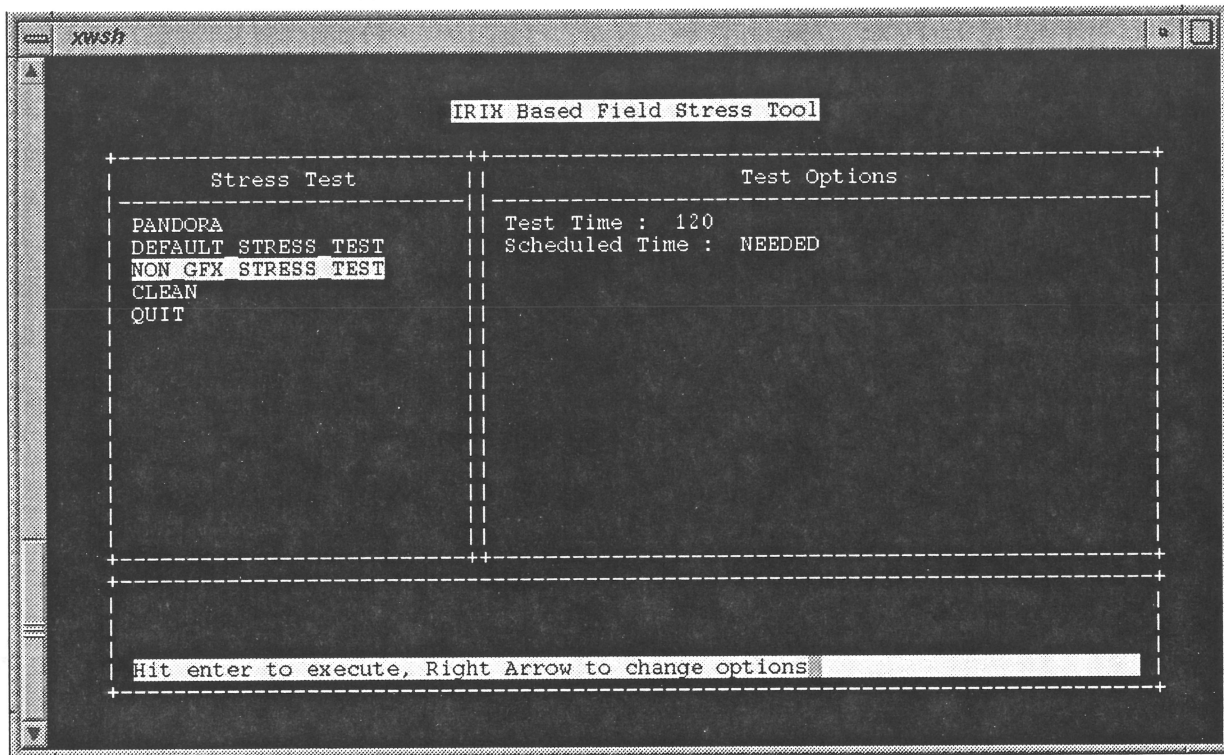 xwsh
IRIX Based Field Stress Tool
Stress Test
PANDORA
DEFAULT STRESS TEST
NON GFX STRESS TEST
CLEAN
QUIT
Test Options
Test Time : 120
Scheduled Time : NEEDED
Hit enter to execute, Right Arrow to change options